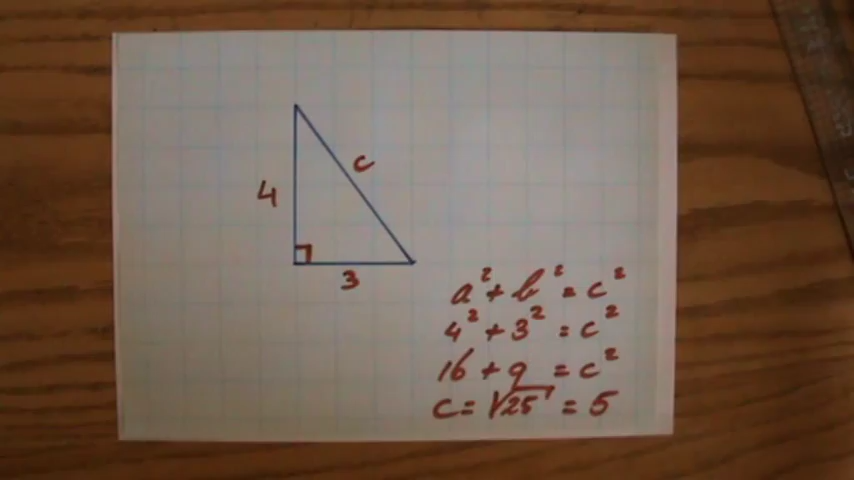 c
4
3
a² + b² = c²
4² + 3² = c²
16 + 9 = c²
c = √25 = 5